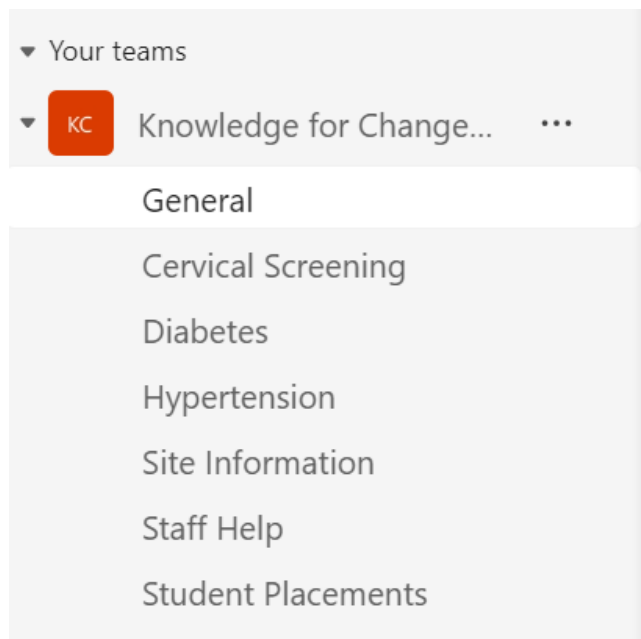 Your teams
KC Knowledge for Change... ...
General
Cervical Screening
Diabetes
Hypertension
Site Information
Staff Help
Student Placements